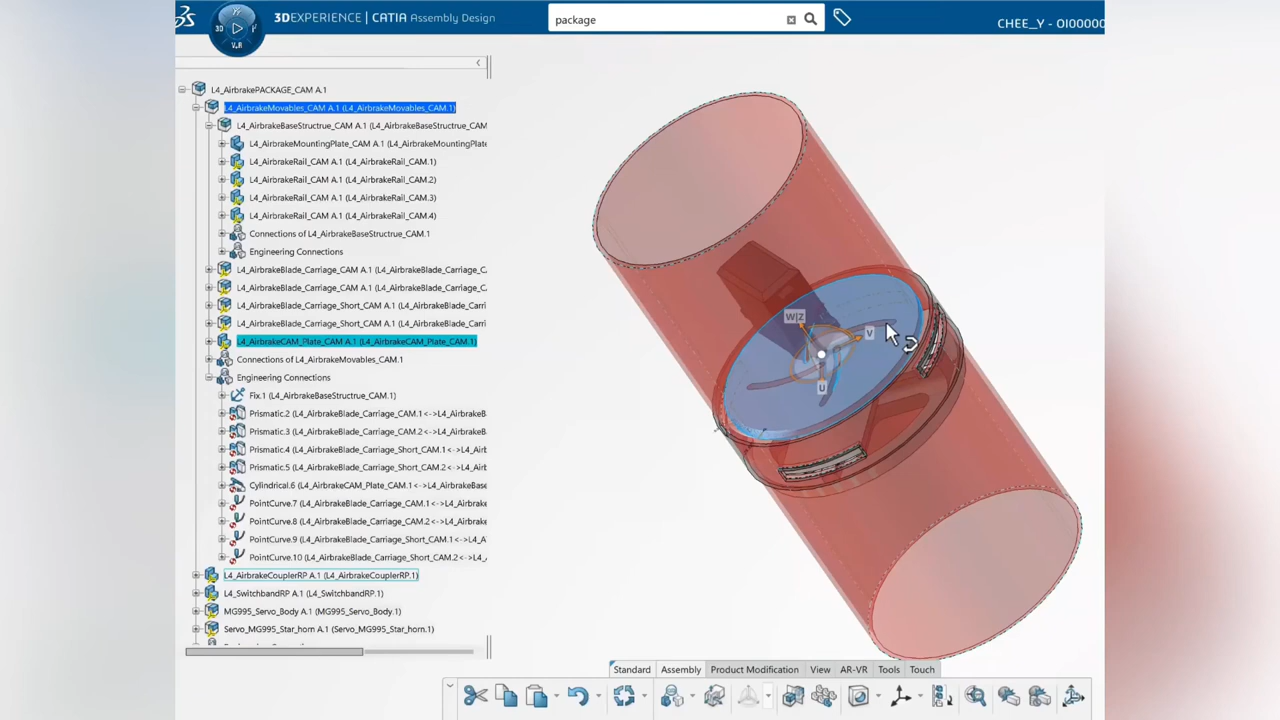 3DEXPERIENCE | CATIA Assembly Design
package
CHEE_Y - OI00000
3D
V.R
L4_AirbrakePACKAGE_CAM A.1
L4_AirbrakeMovables_CAM A.1 (L4_AirbrakeMovables_CAM.1)
L4_AirbrakeBaseStructrue_CAM A.1 (L4_AirbrakeBaseStructrue_CAM
L4_AirbrakeMountingPlate_CAM A.1 (L4_AirbrakeMountingPlate
L4_AirbrakeRail_CAM A.1 (L4_AirbrakeRail_CAM.1)
L4_AirbrakeRail_CAM A.1 (L4_AirbrakeRail_CAM.2)
L4_AirbrakeRail_CAM A.1 (L4_AirbrakeRail_CAM.3)
L4_AirbrakeRail_CAM A.1 (L4_AirbrakeRail_CAM.4)
Connections of L4_AirbrakeBaseStructrue_CAM.1
Engineering Connections
L4_AirbrakeBlade_Carriage_CAM A.1 (L4_AirbrakeBlade_Carriage_C
L4_AirbrakeBlade_Carriage_CAM A.1 (L4_AirbrakeBlade_Carriage_C
L4_AirbrakeBlade_Carriage_Short_CAM A.1 (L4_AirbrakeBlade_Carri
L4_AirbrakeBlade_Carriage_Short_CAM A.1 (L4_AirbrakeBlade_Carri
L4_AirbrakeCAM_Plate_CAM A.1 (L4_AirbrakeCAM_Plate_CAM.1)
Connections of L4_AirbrakeMovables_CAM.1
Engineering Connections
Fix.1 (L4_AirbrakeBaseStructrue_CAM.1)
Prismatic.2 (L4_AirbrakeBlade_Carriage_CAM.1<->L4_AirbrakeB
Prismatic.3 (L4_AirbrakeBlade_Carriage_CAM.2<->L4_AirbrakeB
Prismatic.4 (L4_AirbrakeBlade_Carriage_Short_CAM.1<->L4_Air
Prismatic.5 (L4_AirbrakeBlade_Carriage_Short_CAM.2<->L4_Air
Cylindrical.6 (L4_AirbrakeCAM_Plate_CAM.1<->L4_AirbrakeBas
PointCurve.7 (L4_AirbrakeBlade_Carriage_CAM.1<->L4_Airbrak
PointCurve.8 (L4_AirbrakeBlade_Carriage_CAM.2<->L4_Airbrak
PointCurve.9 (L4_AirbrakeBlade_Carriage_Short_CAM.1<->L4_A
PointCurve.10 (L4_AirbrakeBlade_Carriage_Short_CAM.2<->L4_
L4_AirbrakeCouplerRP A.1 (L4_AirbrakeCouplerRP.1)
L4_SwitchbandRP A.1 (L4_SwitchbandRP.1)
MG995_Servo_Body A.1 (MG995_Servo_Body.1)
Servo_MG995_Star_horn A.1 (Servo_MG995_Star_horn.1)
W|Z
V
U
Standard Assembly Product Modification View AR-VR Tools Touch